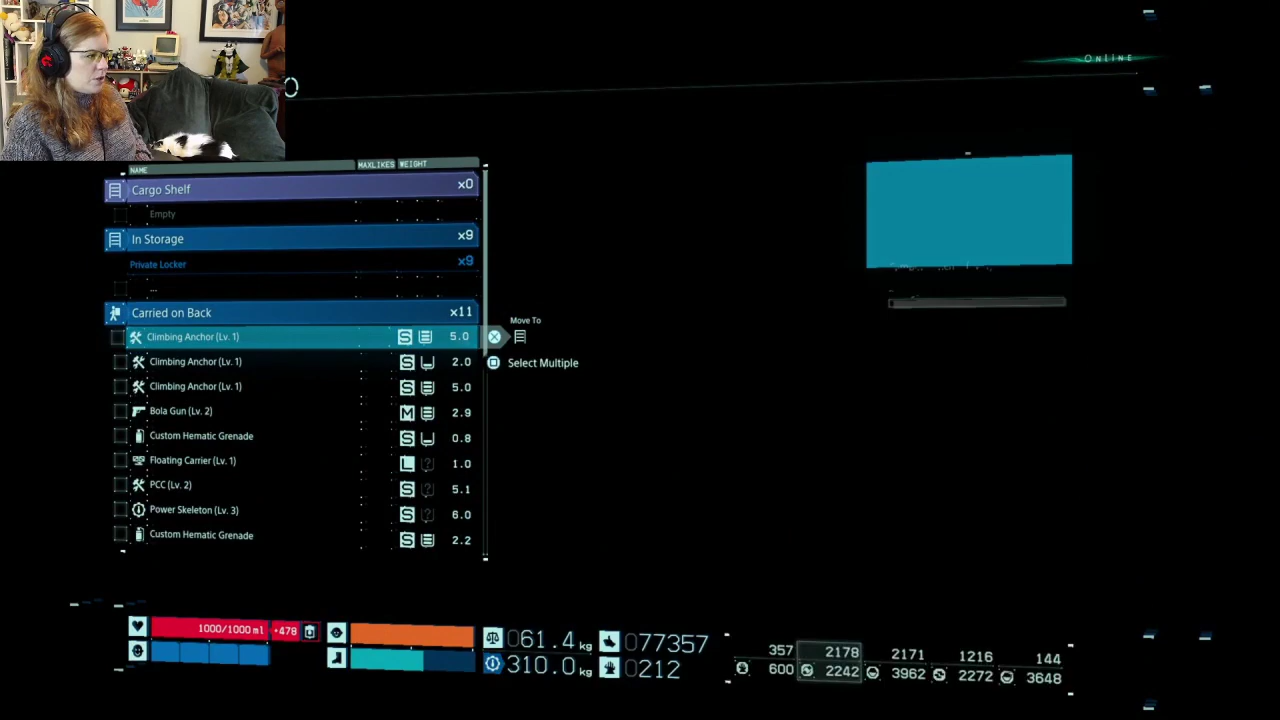 ONLINE
NAME MAXLIKES WEIGHT
Cargo Shelf x0
Empty
In Storage x9
Private Locker x9
...
Carried on Back x11
Climbing Anchor (Lv. 1) S 5.0
Move To
Climbing Anchor (Lv. 1) S 2.0
Select Multiple
Climbing Anchor (Lv. 1) S 5.0
Bola Gun (Lv. 2) M 2.9
Custom Hematic Grenade S 0.8
Floating Carrier (Lv. 1) L ? 1.0
PCC (Lv. 2) S ? 5.1
Power Skeleton (Lv. 3) S ? 6.0
Custom Hematic Grenade S 2.2
1000/1000 ml +478
061.4 kg 077357
310.0 kg 0212
357 2178 2171 1216 144
600 2242 3962 2272 3648